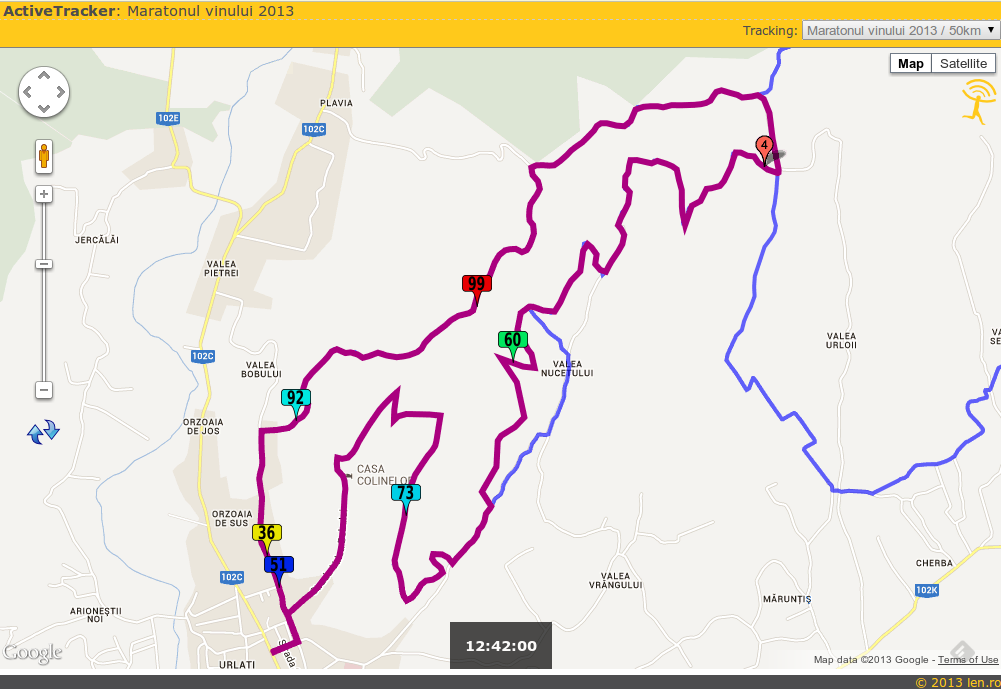 ActiveTracker: Maratonul vinului 2013
Tracking: Maratonul vinului 2013 / 50km
Map Satellite
PLAVIA
102E
102C
4
JERCĂLĂI
VALEA
PIETREI
99
60
VALEA
URLOII
VA
SE
102C
VALEA
BOBULUI
VALEA
NUCETULUI
92
ORZOAIA
DE JOS
CASA
COLINELOR
73
ORZOAIA
DE SUS
36
51
102C
CHERBA
VALEA
VRÂNGULUI
102K
MĂRUNȚIȘ
ARIONEȘTII
NOI
12:42:00
Google
URLAȚI
Strada
Map data ©2013 Google - Terms of Use
© 2013 len.ro